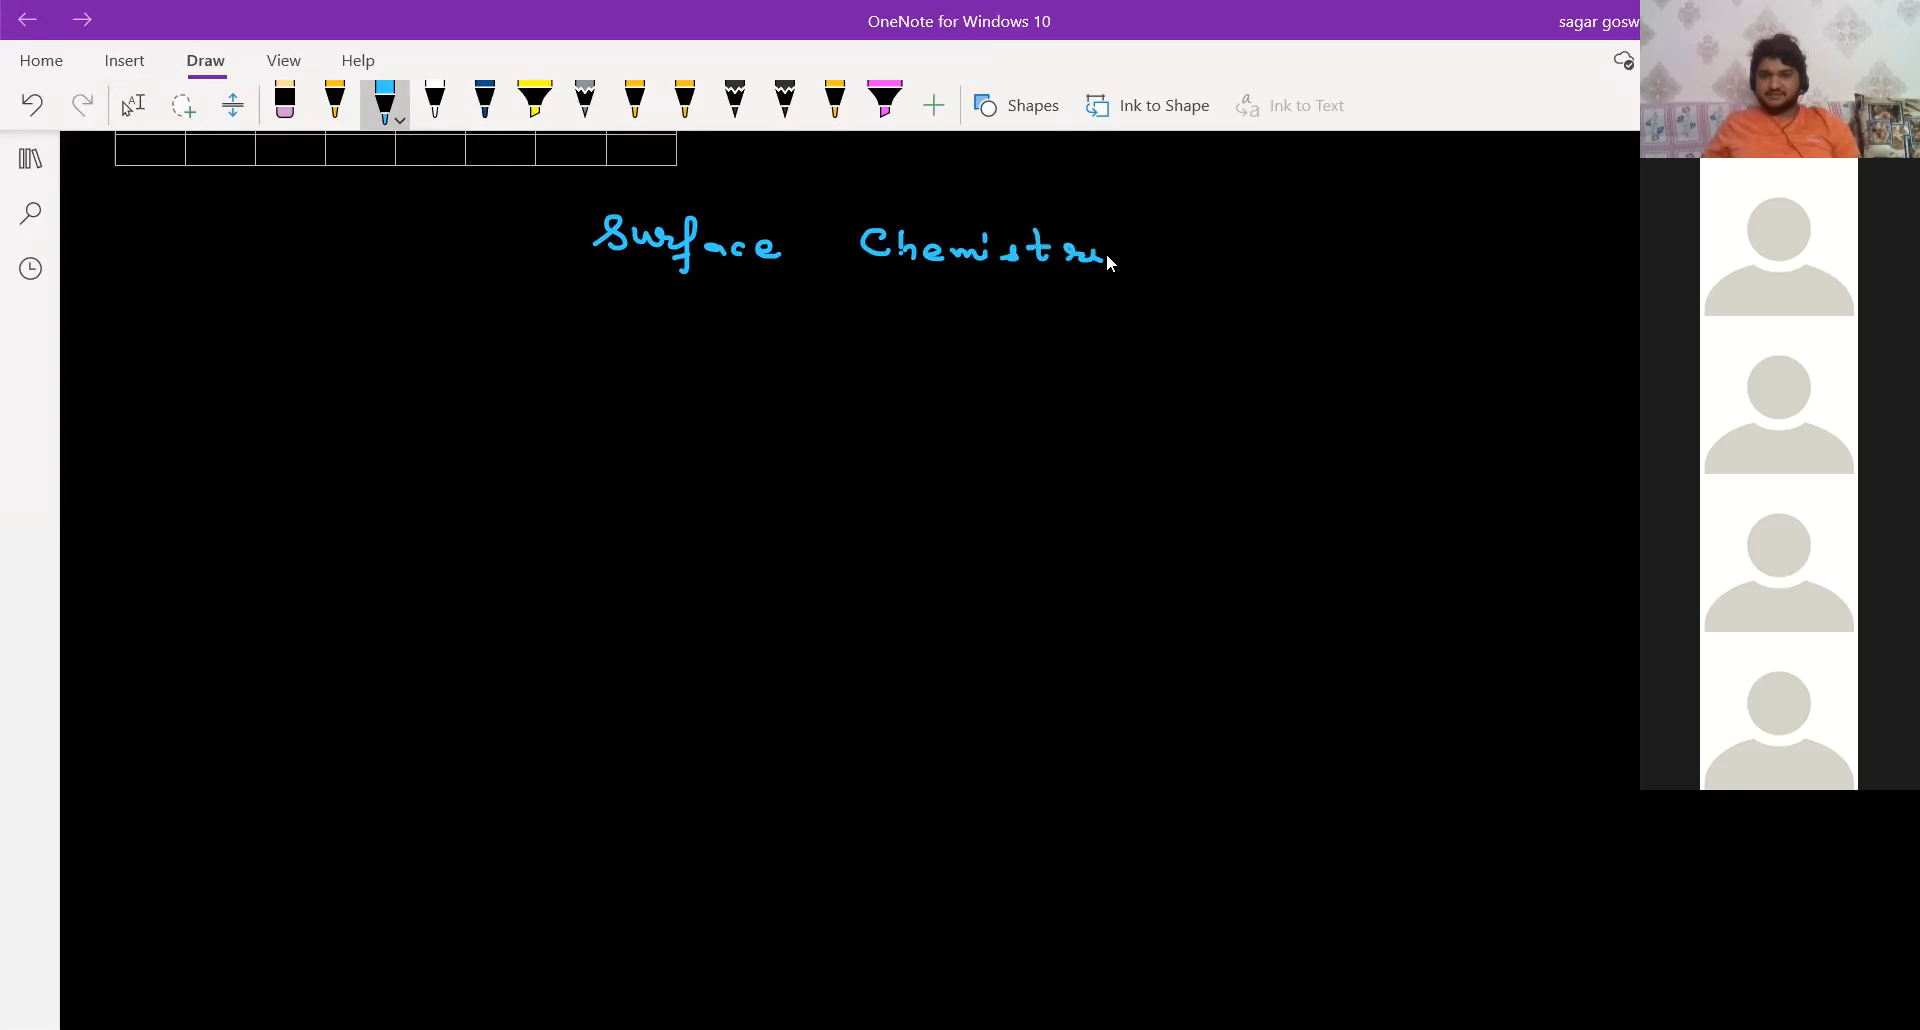 OneNote for Windows 10
sagar gosw
Home Insert Draw View Help
Shapes Ink to Shape Ink to Text
Surface Chemistry